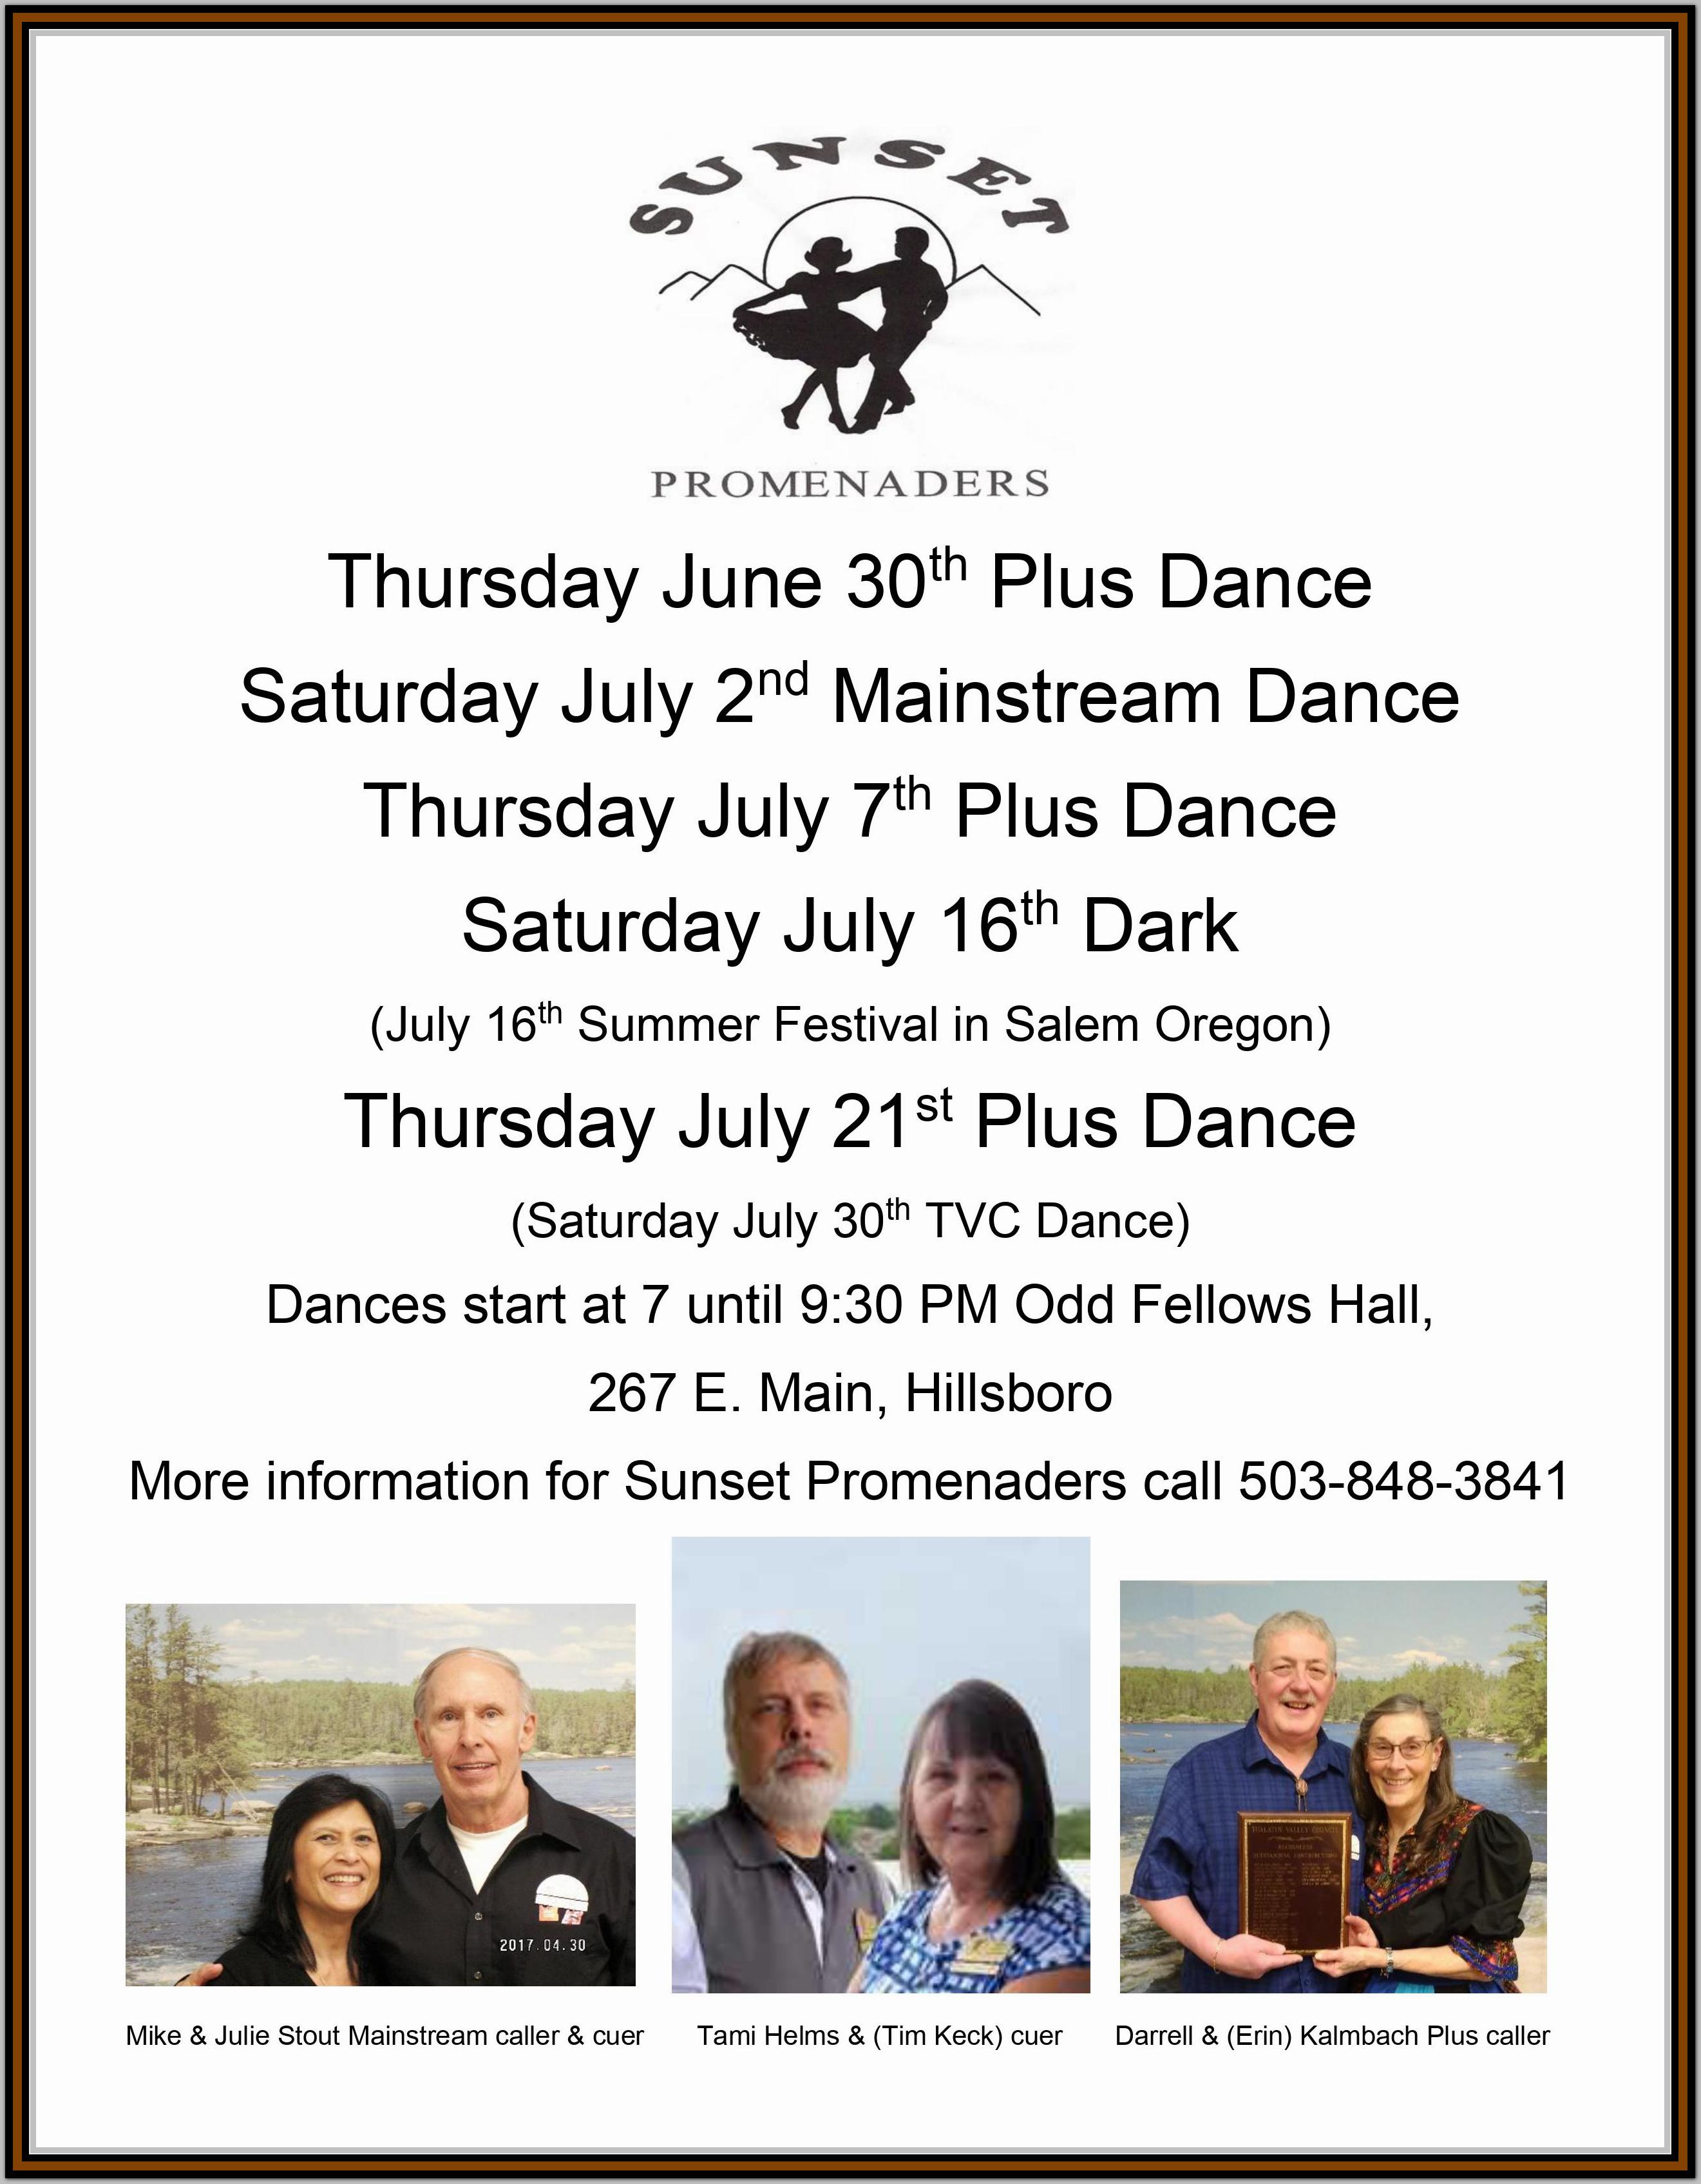 SUNSET
PROMENADERS
Thursday June 30th Plus Dance
Saturday July 2nd Mainstream Dance
Thursday July 7th Plus Dance
Saturday July 16th Dark
(July 16th Summer Festival in Salem Oregon)
Thursday July 21st Plus Dance
(Saturday July 30th TVC Dance)
Dances start at 7 until 9:30 PM Odd Fellows Hall,
267 E. Main, Hillsboro
More information for Sunset Promenaders call 503-848-3841
TUALATIN VALLEY COUNCIL
2017.04.30
Mike & Julie Stout Mainstream caller & cuer
Tami Helms & (Tim Keck) cuer
Darrell & (Erin) Kalmbach Plus caller